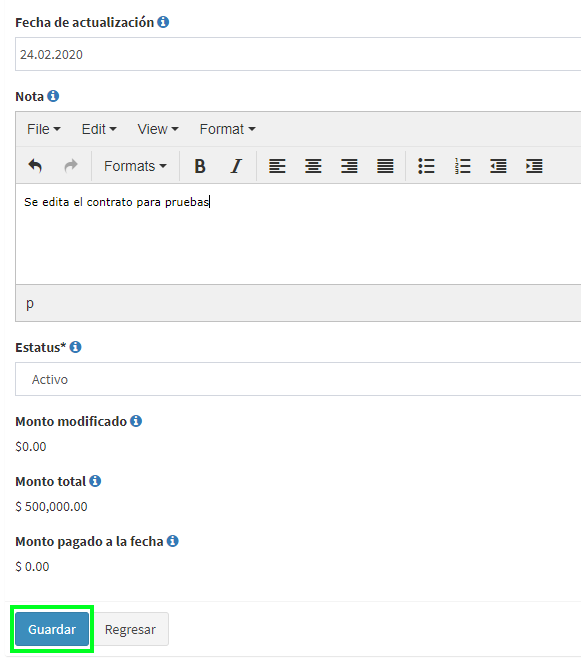 Fecha de actualización
24.02.2020
Nota
File Edit View Format
Formats B I
Se edita el contrato para pruebas
p
Estatus*
Activo
Monto modificado
$0.00
Monto total
$ 500,000.00
Monto pagado a la fecha
$ 0.00
Guardar Regresar